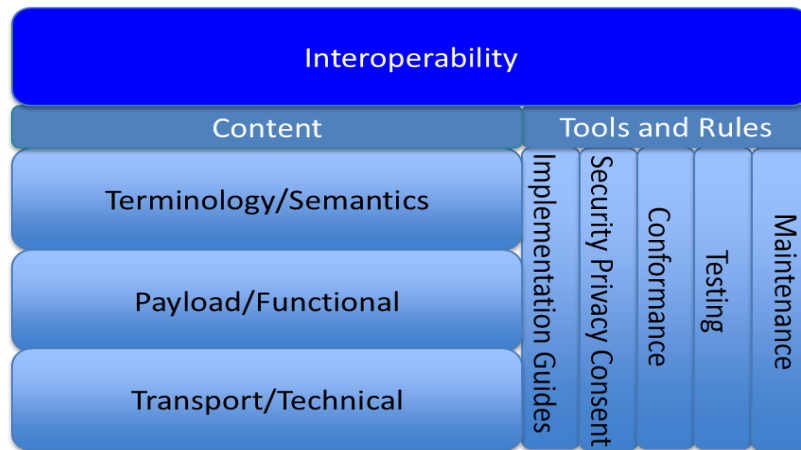 Interoperability
Content
Tools and Rules
Terminology/Semantics
Payload/Functional
Transport/Technical
Implementation Guides
Security Privacy Consent
Conformance
Testing
Maintenance